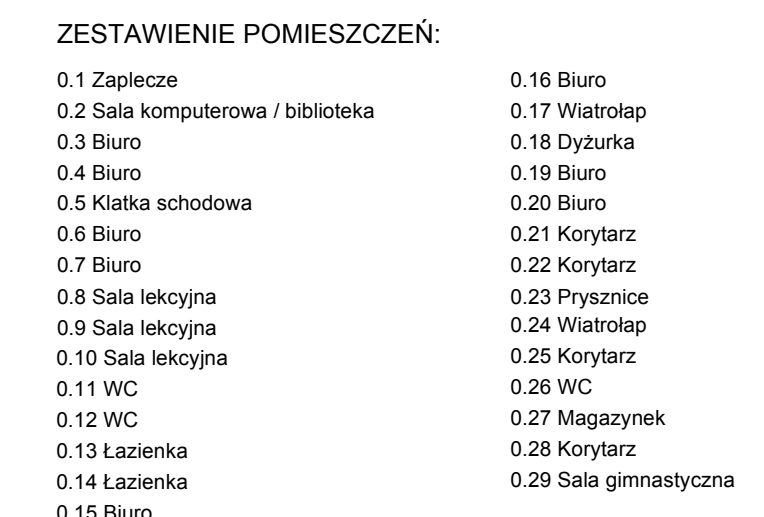 ZESTAWIENIE POMIESZCZEŃ:
0.1 Zaplecze
0.2 Sala komputerowa / biblioteka
0.3 Biuro
0.4 Biuro
0.5 Klatka schodowa
0.6 Biuro
0.7 Biuro
0.8 Sala lekcyjna
0.9 Sala lekcyjna
0.10 Sala lekcyjna
0.11 WC
0.12 WC
0.13 Łazienka
0.14 Łazienka
0.15 Biuro
0.16 Biuro
0.17 Wiatrołap
0.18 Dyżurka
0.19 Biuro
0.20 Biuro
0.21 Korytarz
0.22 Korytarz
0.23 Prysznice
0.24 Wiatrołap
0.25 Korytarz
0.26 WC
0.27 Magazynek
0.28 Korytarz
0.29 Sala gimnastyczna